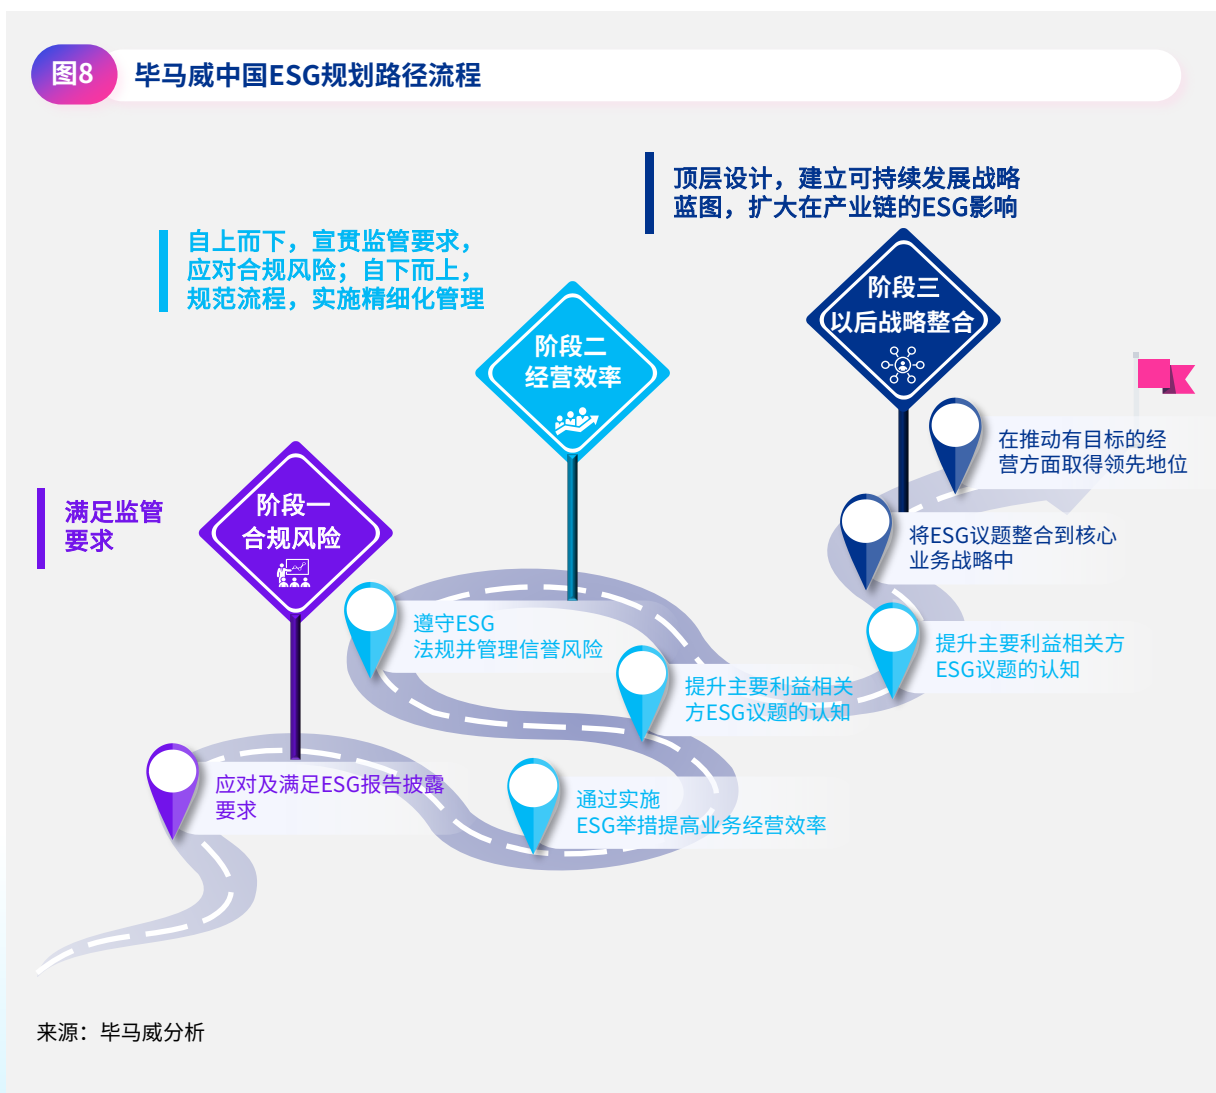 图8
毕马威中国ESG规划路径流程
顶层设计，建立可持续发展战略
蓝图，扩大在产业链的ESG影响
自上而下，宣贯监管要求，
应对合规风险；自下而上，
规范流程，实施精细化管理
阶段三
以后战略整合
阶段二
经营效率
在推动有目标的经
营方面取得领先地位
满足监管
要求
阶段一
合规风险
将ESG议题整合到核心
业务战略中
遵守ESG
法规并管理信誉风险
提升主要利益相关方
ESG议题的认知
提升主要利益相关
方ESG议题的认知
应对及满足ESG报告披露
要求
通过实施
ESG举措提高业务经营效率
来源：毕马威分析